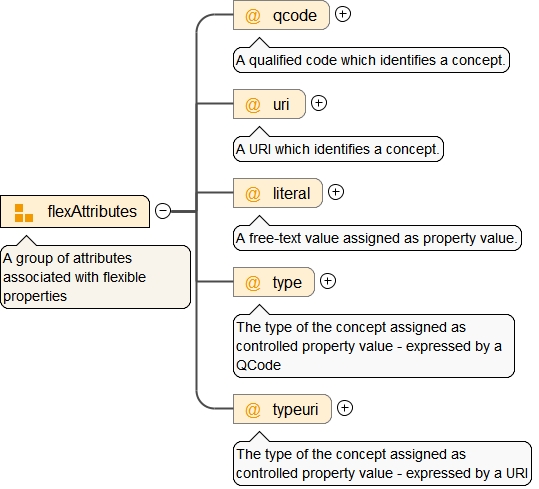 @ qcode
A qualified code which identifies a concept.
@ uri
A URI which identifies a concept.
@ literal
A free-text value assigned as property value.
flexAttributes
A group of attributes
associated with flexible
properties
@ type
The type of the concept assigned as
controlled property value - expressed by a
QCode
@ typeuri
The type of the concept assigned as
controlled property value - expressed by a URI